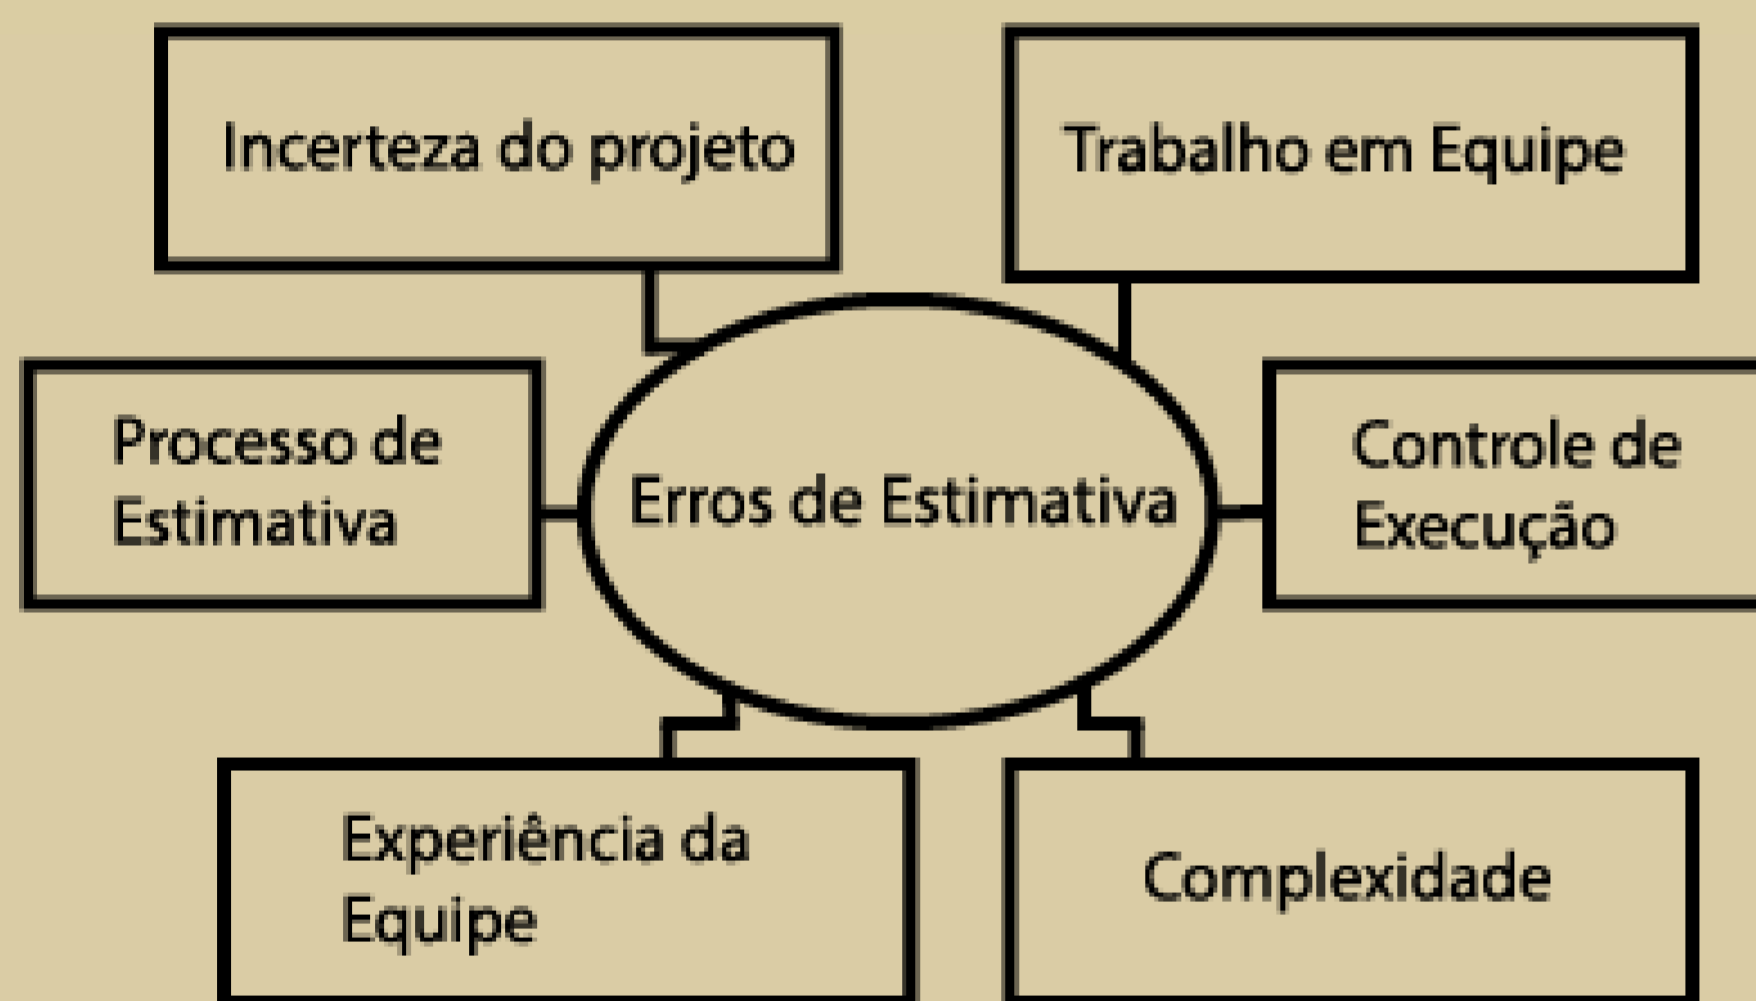 Incerteza do projeto
Trabalho em Equipe
Processo de
Estimativa
Erros de Estimativa
Controle de
Execução
Experiência da
Equipe
Complexidade